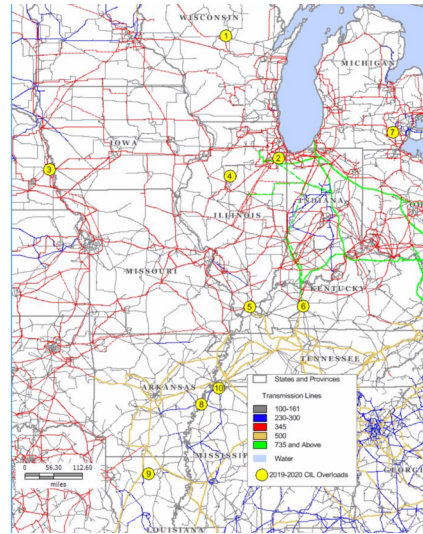 WISCONSIN
1
MICHIGAN
7
IOWA
2
3
4
INDIANA
ILLINOIS
MISSOURI
KENTUCKY
5
6
TENNESSEE
ARKANSAS
10
8
States and Provinces
Transmission Lines
100-161
230-300
345
500
735 and Above
Water
2019-2020 CIL Overloads
MISSISSIP
GEORGI
9
0 56.30 112.60
miles
LOUISIANA